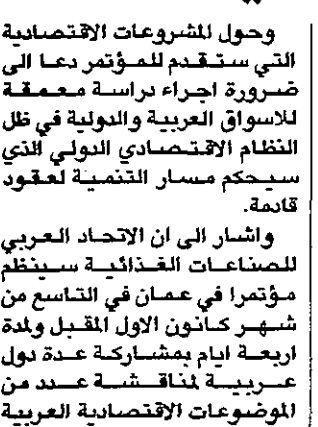 وحول المشروعات الاقتصادية
التي ستقدم للمؤتمر دعا الى
ضرورة اجراء دراسة معمقة
للاسواق العربية والدولية في ظل
النظام الاقتصادي الدولي الذي
سيحكم مسار التنمية لعقود
قادمة.
واشار الى ان الاتحاد العربي
للصناعات الغذائية سينظم
مؤتمرا في عمان في التاسع من
شهر كانون الاول المقبل ولمدة
اربعة ايام بمشاركة عدة دول
عربية لمناقشة عدد من
الموضوعات الاقتصادية العربية